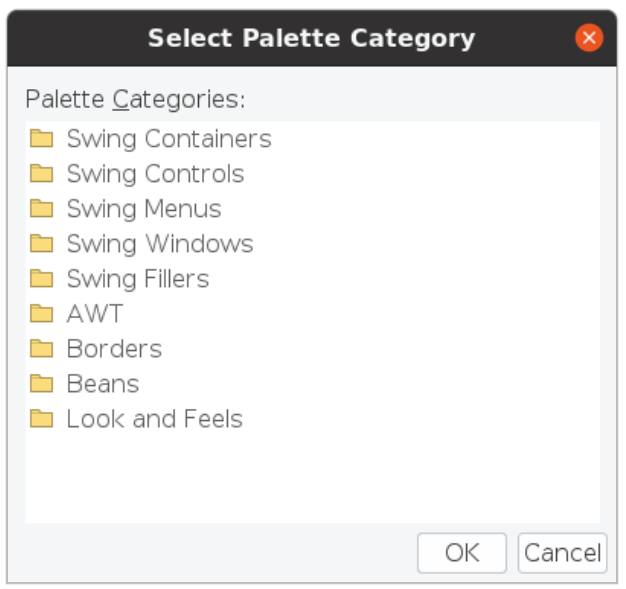 Select Palette Category
Palette Categories:
Swing Containers
Swing Controls
Swing Menus
Swing Windows
Swing Fillers
AWT
Borders
Beans
Look and Feels
OK Cancel